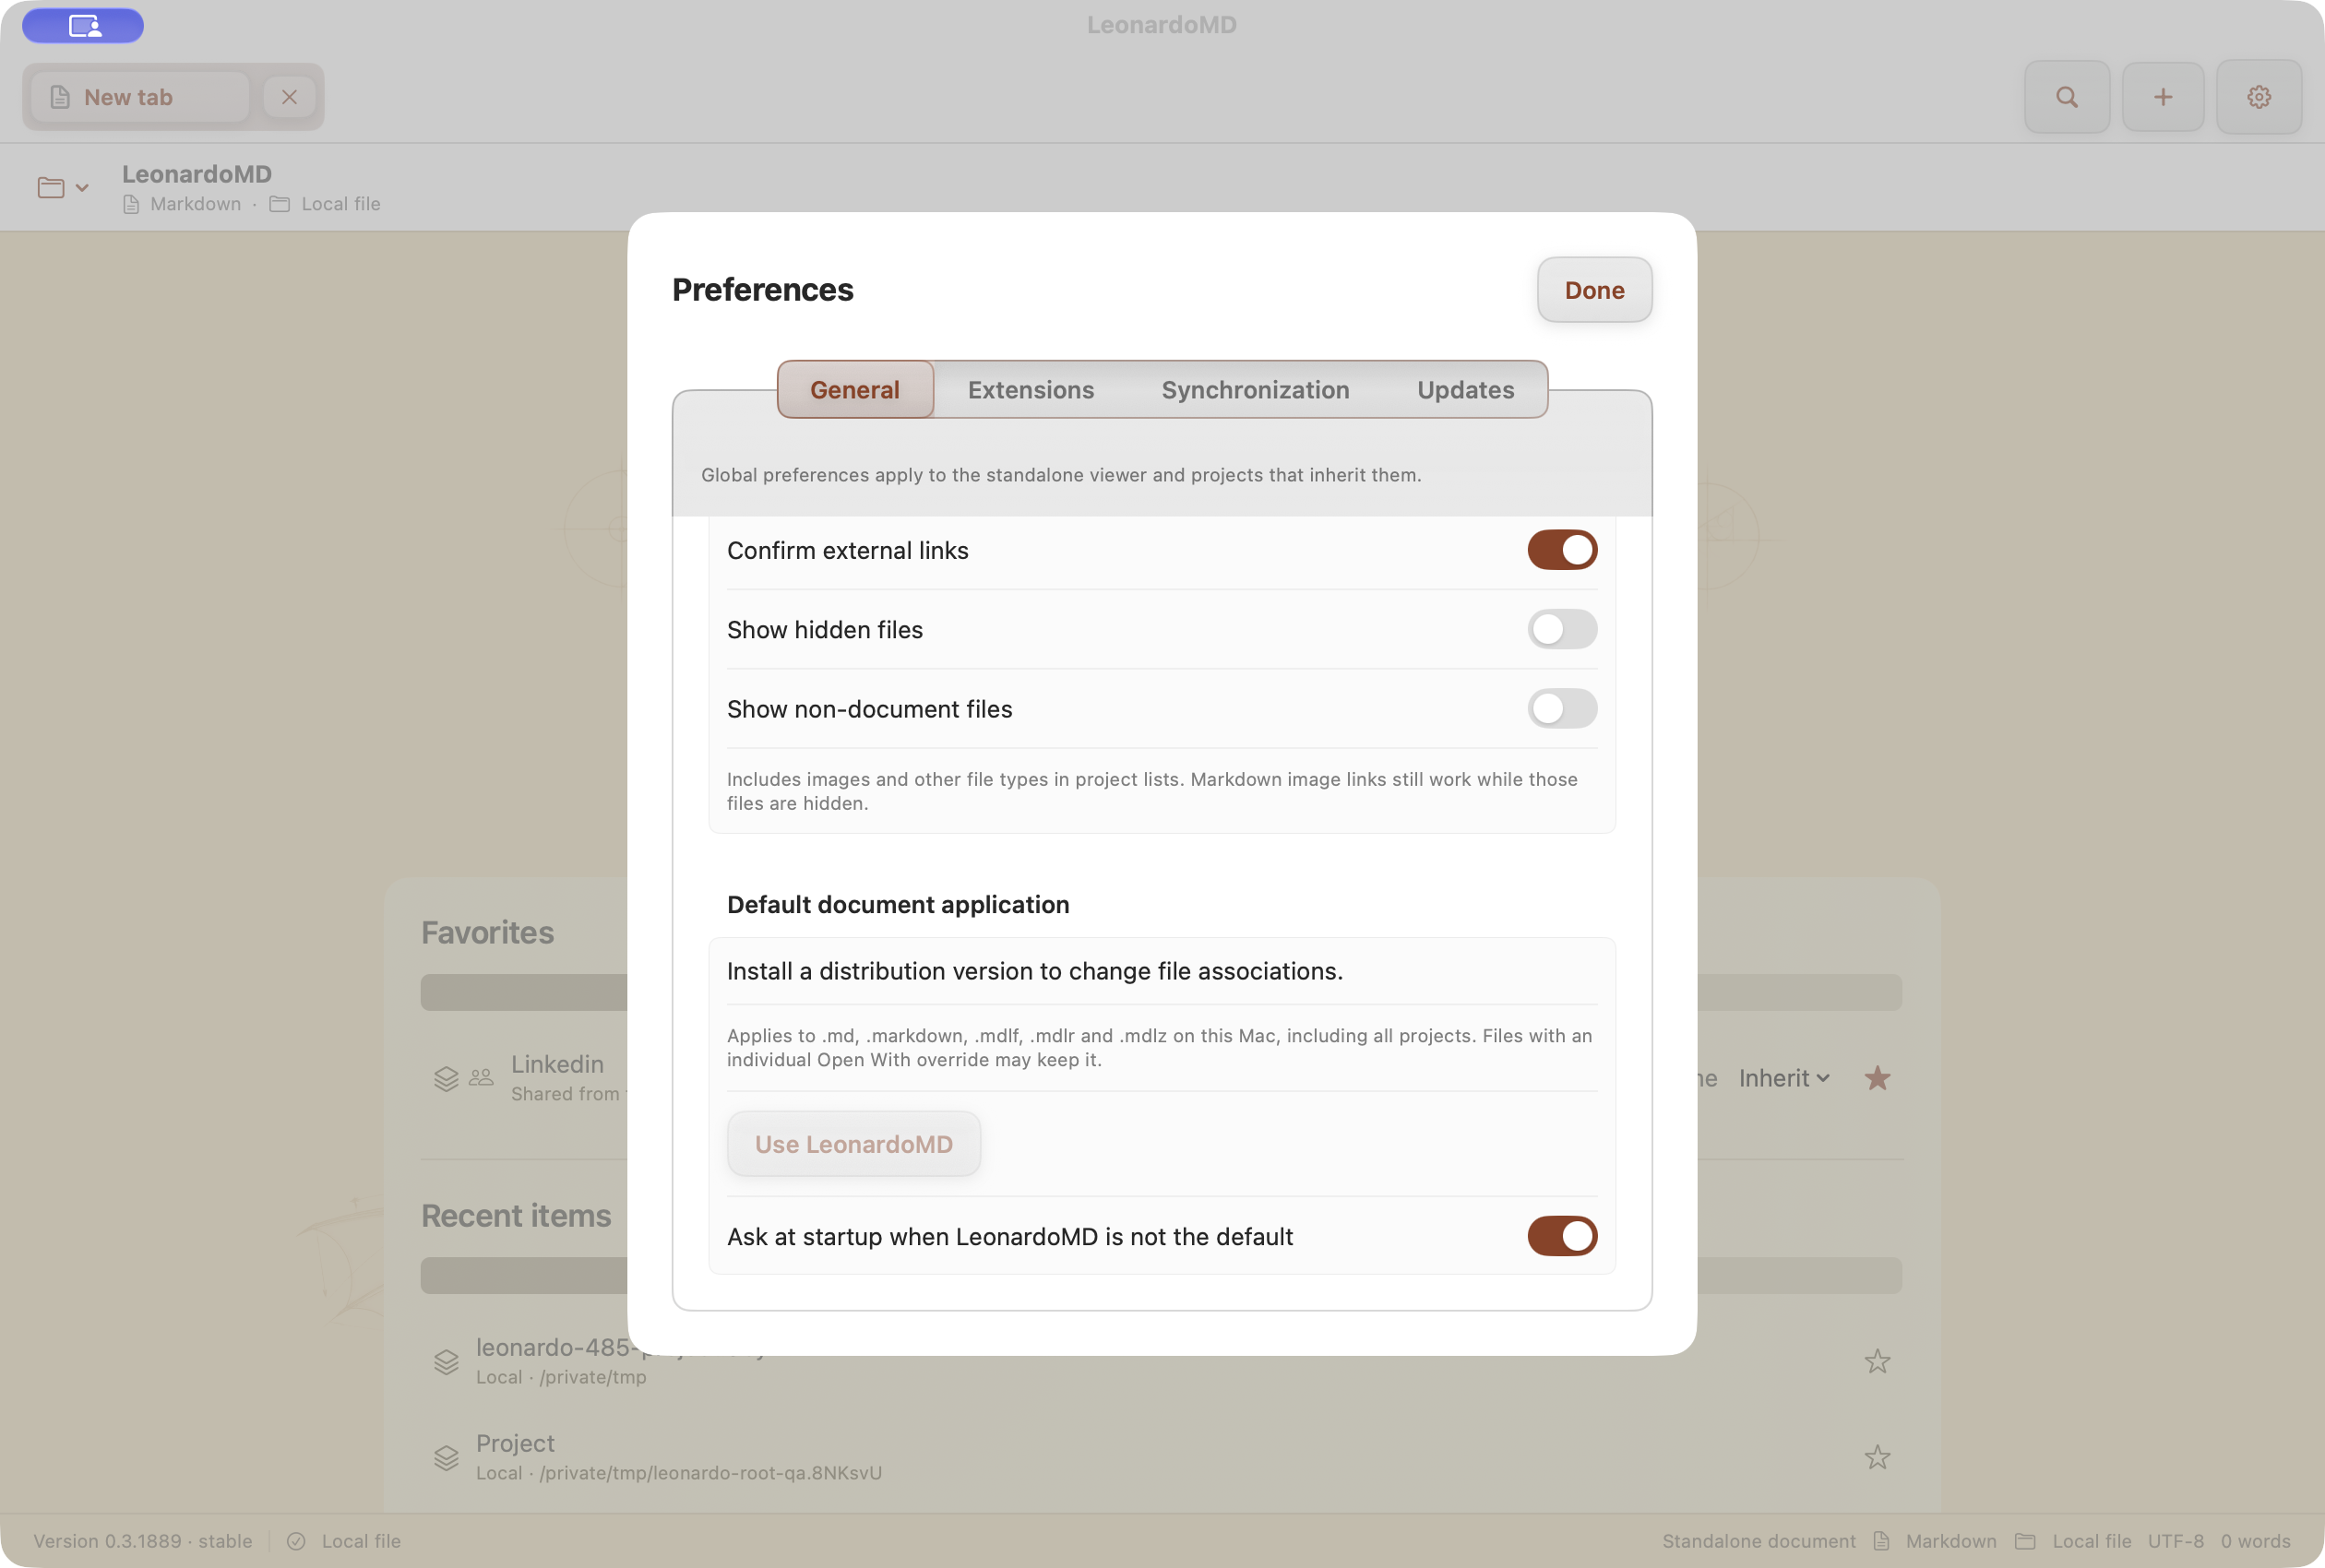 LeonardoMD
New tab
LeonardoMD
Markdown · Local file
Preferences
Done
General Extensions Synchronization Updates
Global preferences apply to the standalone viewer and projects that inherit them.
Confirm external links
Show hidden files
Show non-document files
Includes images and other file types in project lists. Markdown image links still work while those
files are hidden.
Default document application
Install a distribution version to change file associations.
Applies to .md, .markdown, .mdlf, .mdlr and .mdlz on this Mac, including all projects. Files with an
individual Open With override may keep it.
Use LeonardoMD
Ask at startup when LeonardoMD is not the default
Favorites
Linkedin
Shared from
Inherit
Recent items
leonardo-485-
Local · /private/tmp
Project
Local · /private/tmp/leonardo-root-qa.8NKsvU
Version 0.3.1889 · stable Local file
Standalone document Markdown Local file UTF-8 0 words